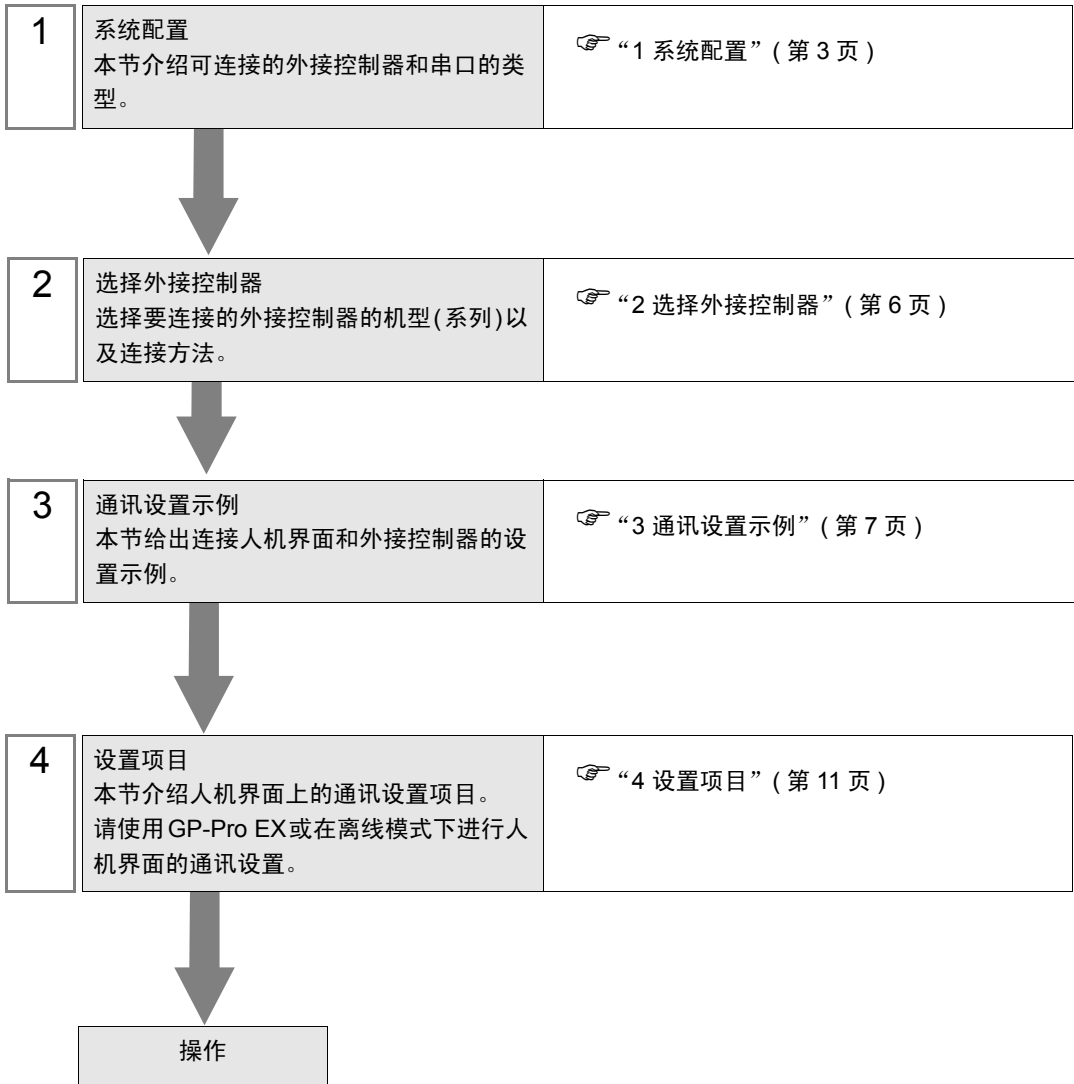 1
系统配置
本节介绍可连接的外接控制器和串口的类
型。
☞“1 系统配置” ( 第 3 页 )
2
选择外接控制器
选择要连接的外接控制器的机型(系列)以
及连接方法。
☞“2 选择外接控制器” ( 第 6 页 )
3
通讯设置示例
本节给出连接人机界面和外接控制器的设
置示例。
☞“3 通讯设置示例” ( 第 7 页 )
4
设置项目
本节介绍人机界面上的通讯设置项目。
请使用GP-Pro EX或在离线模式下进行人
机界面的通讯设置。
☞“4 设置项目” ( 第 11 页 )
操作